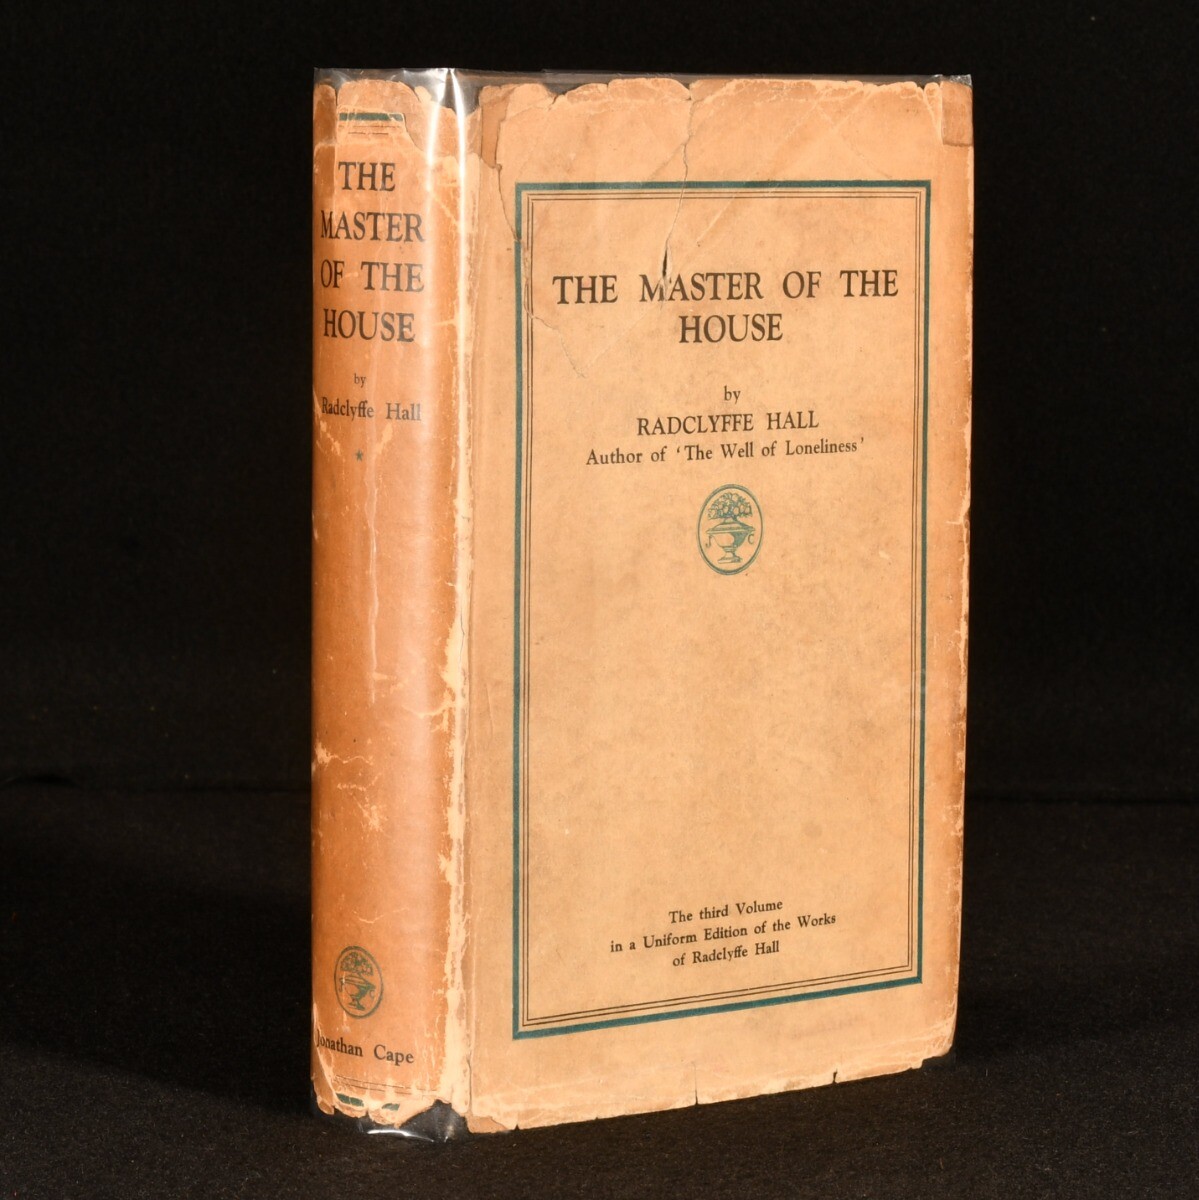 THE
MASTER
OF THE
HOUSE
by
Radclyffe Hall
*
Jonathan Cape
THE MASTER OF THE
HOUSE
by
RADCLYFFE HALL
Author of ‘The Well of Loneliness’
J C
The third Volume
in a Uniform Edition of the Works
of Radclyffe Hall